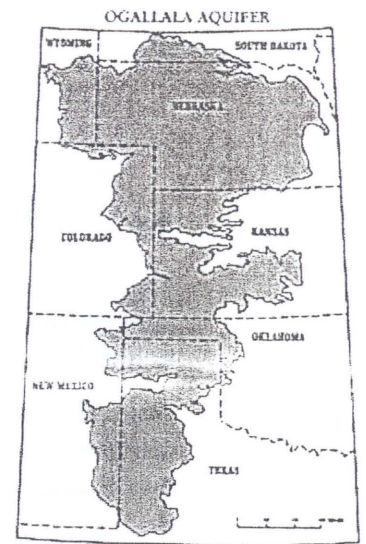 OGALLALA AQUIFER
WYOMING
SOUTH DAKOTA
NEBRASKA
COLORADO
KANSAS
OKLAHOMA
NEW MEXICO
TEXAS